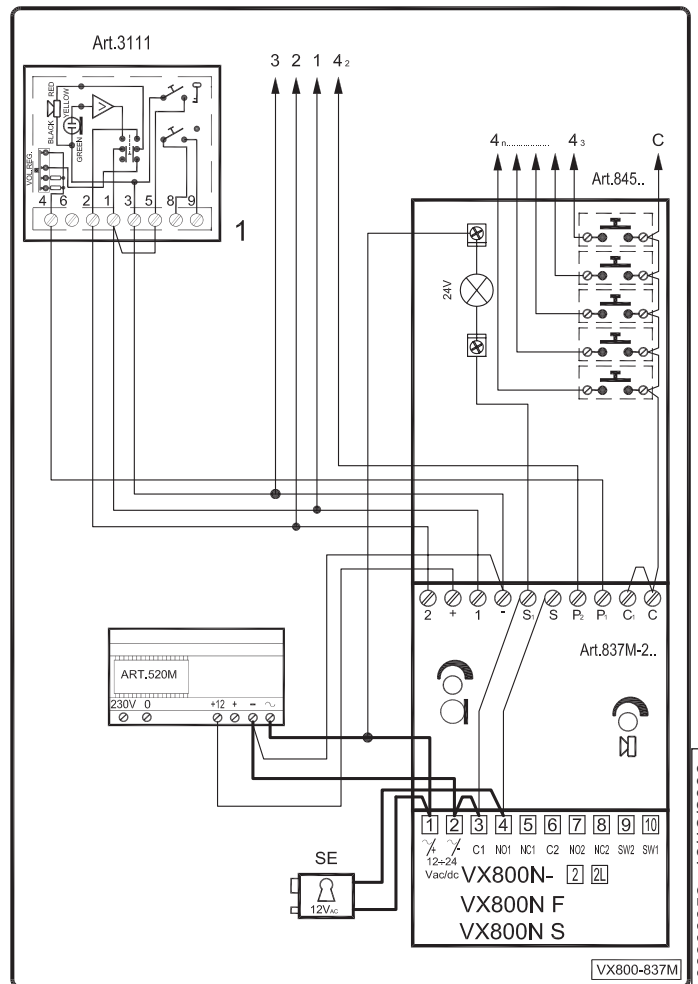 Art.3111
3 2 1 4₂
4n................. 4₃ C
Art.845..
BLACK RED
YELLOW
GREEN
VOL.REG.
4 6 2 1 3 5 8 9
1
24V
2 + 1 - S₁ S P₂ P₁ C₁ C
Art.837M-2..
ART.520M
230V 0 +12 + - ~
1 2 3 4 5 6 7 8 9 10
~/+ ~/- C1 NO1 NC1 C2 NO2 NC2 SW2 SW1
12÷24
Vac/dc
VX800N- 2 2L
VX800N F
VX800N S
SE
12VAC
VX800-837M